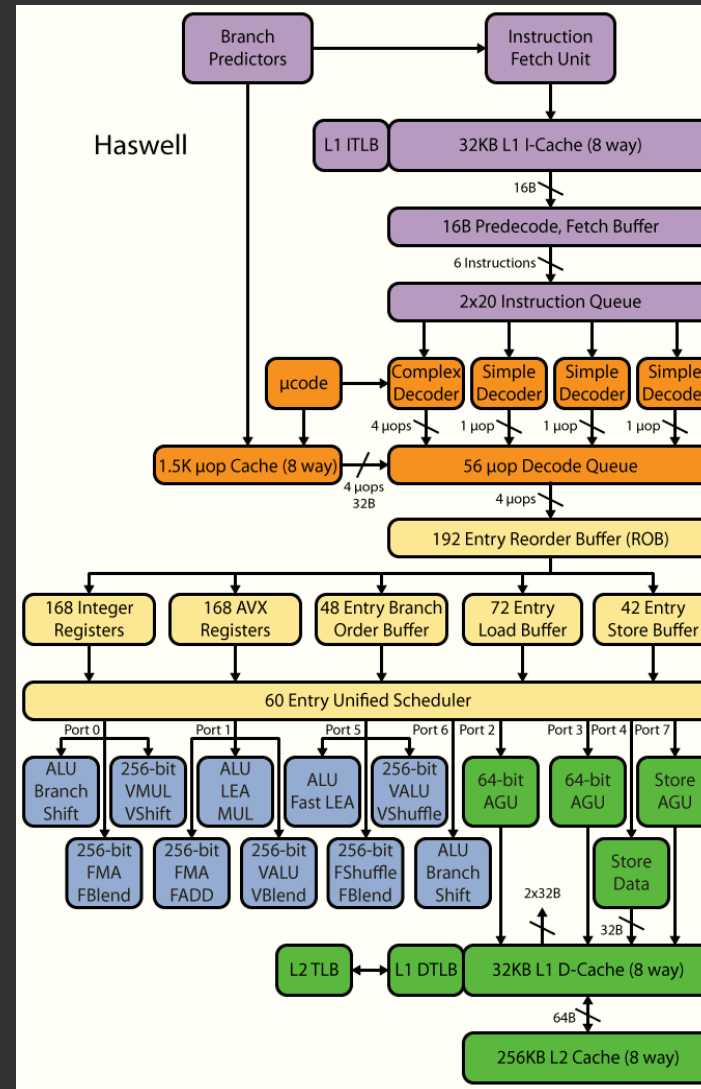 Branch
Predictors
Instruction
Fetch Unit
Haswell
L1 ITLB
32KB L1 I-Cache (8 way)
16B
16B Predecode, Fetch Buffer
6 Instructions
2x20 Instruction Queue
µcode
Complex
Decoder
Simple
Decoder
Simple
Decoder
Simple
Decode
4 µops
1 µop
1 µop
1 µop
1.5K µop Cache (8 way)
4 µops
32B
56 µop Decode Queue
4 µops
192 Entry Reorder Buffer (ROB)
168 Integer
Registers
168 AVX
Registers
48 Entry Branch
Order Buffer
72 Entry
Load Buffer
42 Entry
Store Buffer
60 Entry Unified Scheduler
Port 0
Port 1
Port 5
Port 6
Port 2
Port 3
Port 4
Port 7
ALU
Branch
Shift
256-bit
VMUL
VShift
ALU
LEA
MUL
ALU
Fast LEA
256-bit
VALU
VShuffle
64-bit
AGU
64-bit
AGU
Store
AGU
256-bit
FMA
FBlend
256-bit
FMA
FADD
256-bit
VALU
VBlend
256-bit
FShuffle
FBlend
ALU
Branch
Shift
Store
Data
2x32B
32B
L2 TLB
L1 DTLB
32KB L1 D-Cache (8 way)
64B
256KB L2 Cache (8 way)